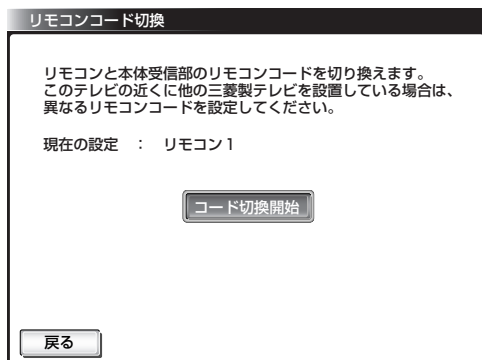 リモコンコード切換
リモコンと本体受信部のリモコンコードを切り換えます。
このテレビの近くに他の三菱製テレビを設置している場合は、
異なるリモコンコードを設定してください。
現在の設定 : リモコン1
コード切換開始
戻る